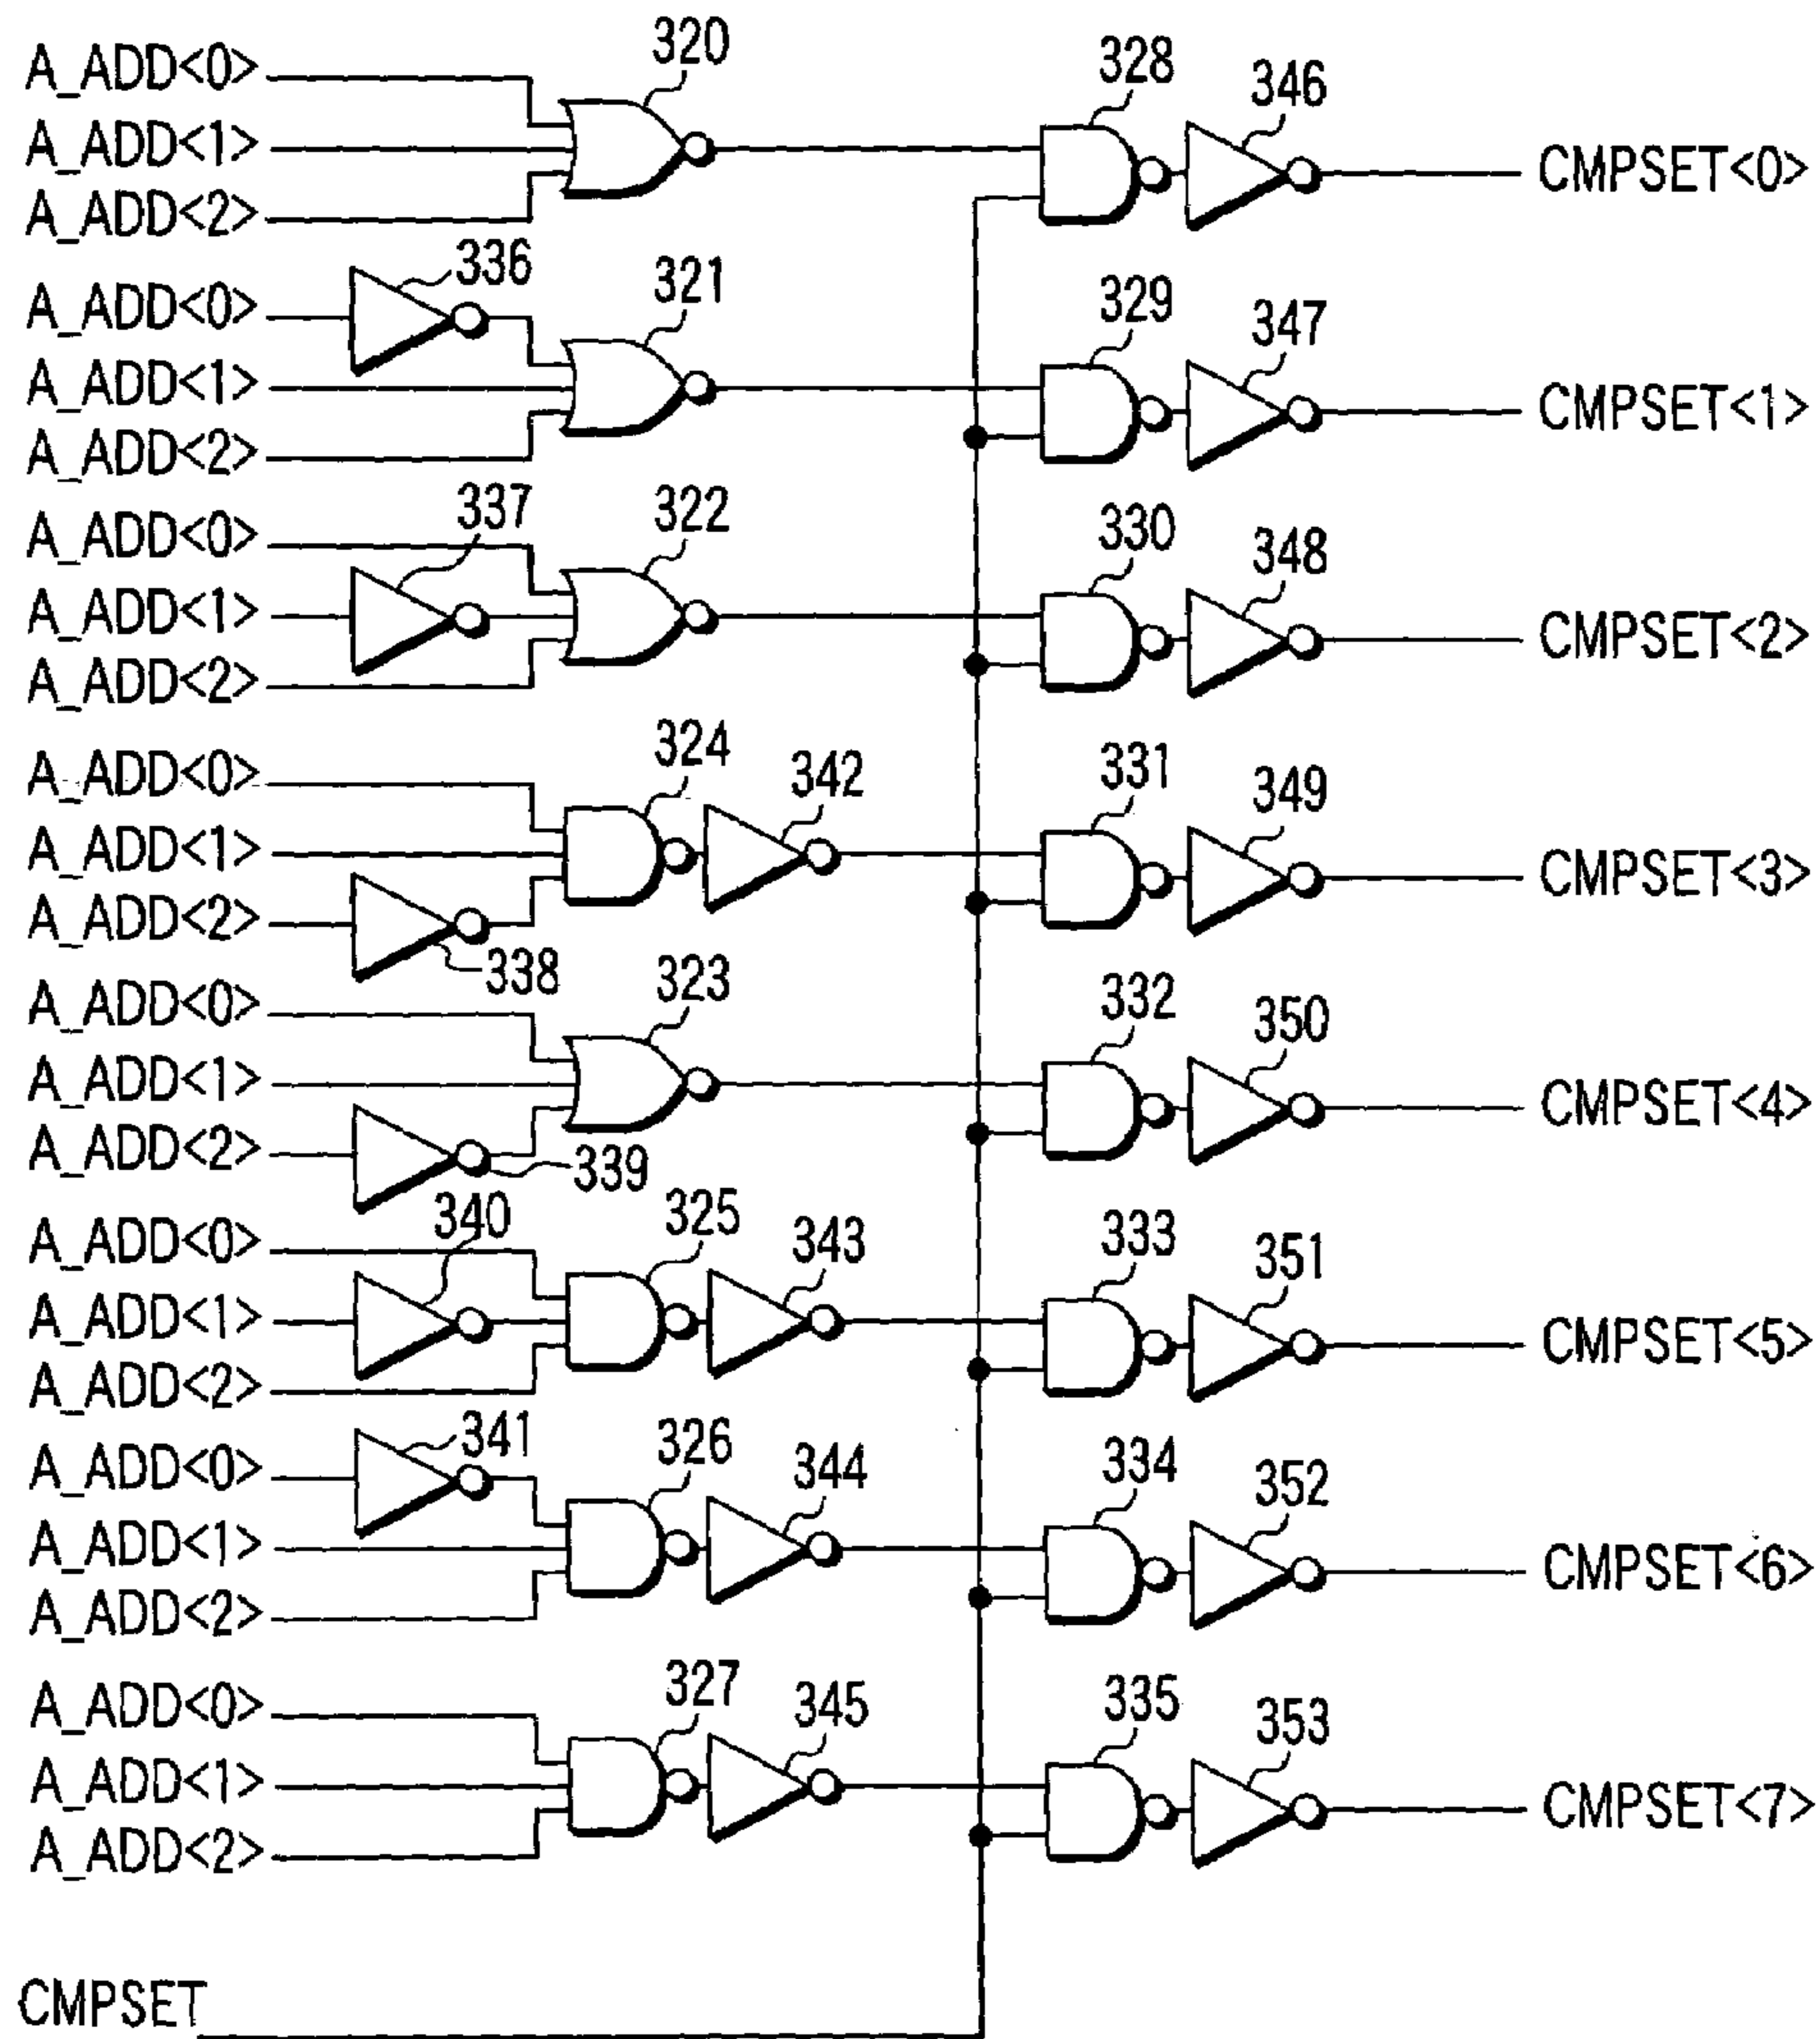 320
328
346
A_ADD<0>
A_ADD<1>
A_ADD<2>
CMPSET<0>
336
321
329
347
A_ADD<0>
A_ADD<1>
A_ADD<2>
CMPSET<1>
337
322
330
348
A_ADD<0>
A_ADD<1>
A_ADD<2>
CMPSET<2>
324
342
331
349
A_ADD<0>
A_ADD<1>
A_ADD<2>
338
CMPSET<3>
323
332
350
A_ADD<0>
A_ADD<1>
A_ADD<2>
339
CMPSET<4>
340
325
343
333
351
A_ADD<0>
A_ADD<1>
A_ADD<2>
CMPSET<5>
341
326
344
334
352
A_ADD<0>
A_ADD<1>
A_ADD<2>
CMPSET<6>
327
345
335
353
A_ADD<0>
A_ADD<1>
A_ADD<2>
CMPSET<7>
CMPSET